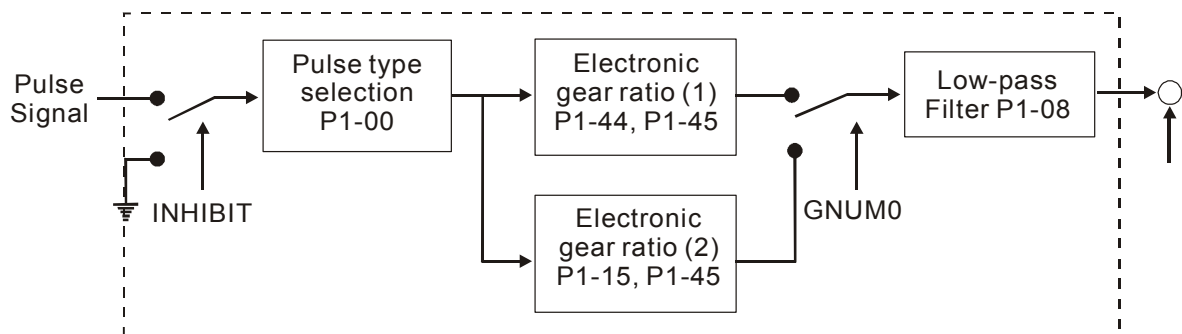 Pulse
Signal
Pulse type
selection
P1-00
Electronic
gear ratio (1)
P1-44, P1-45
Low-pass
Filter P1-08
INHIBIT
Electronic
gear ratio (2)
P1-15, P1-45
GNUM0